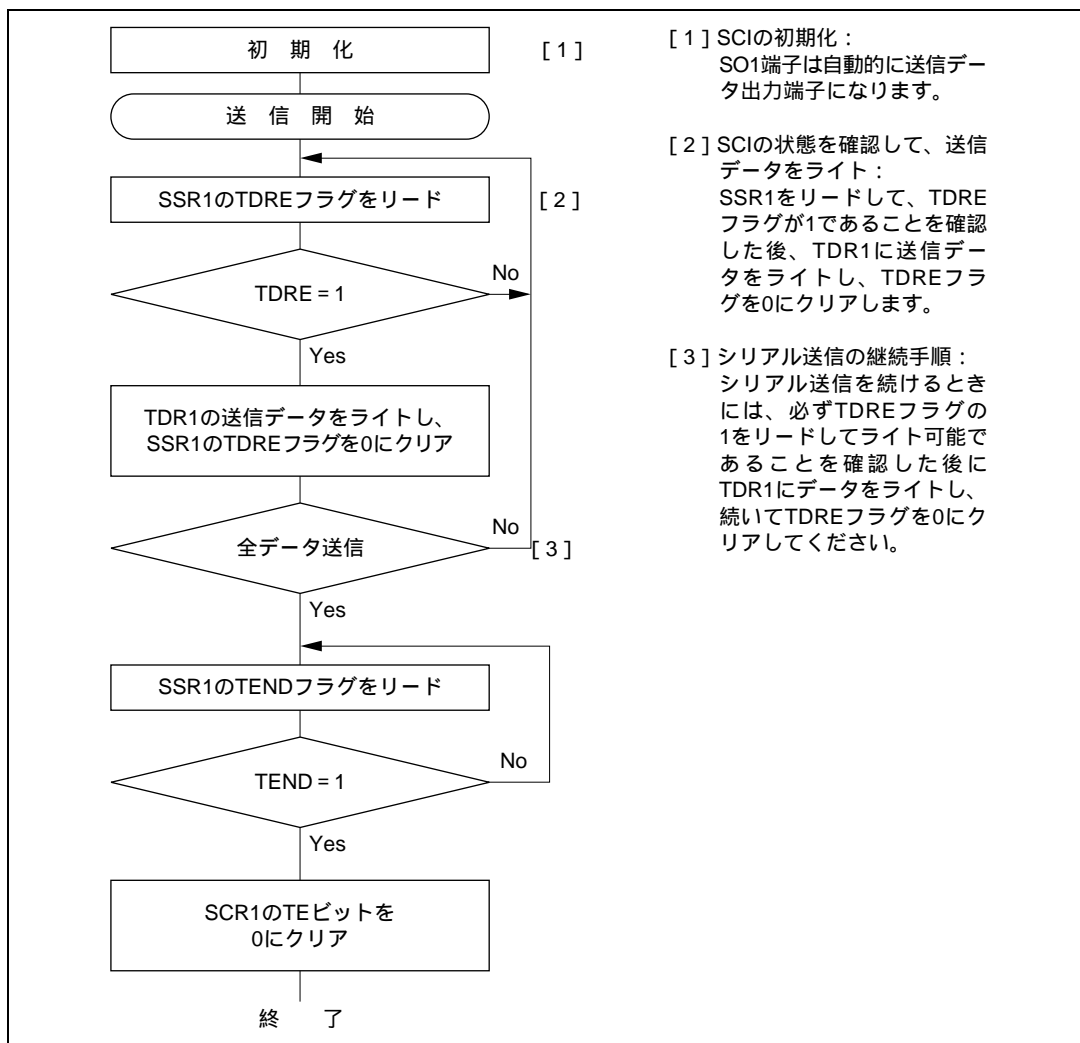 初 期 化
[ 1 ]
送 信 開 始
SSR1のTDREフラグをリード
[ 2 ]
TDRE = 1
No
Yes
TDR1の送信データをライトし、
SSR1のTDREフラグを0にクリア
全データ送信
No
[ 3 ]
Yes
SSR1のTENDフラグをリード
TEND = 1
No
Yes
SCR1のTEビットを
0にクリア
終 了
[ 1 ] SCIの初期化：
SO1端子は自動的に送信デー
タ出力端子になります。
[ 2 ] SCIの状態を確認して、送信
データをライト：
SSR1をリードして、TDRE
フラグが1であることを確認
した後、TDR1に送信デー
タをライトし、TDREフラ
グを0にクリアします。
[ 3 ] シリアル送信の継続手順：
シリアル送信を続けるとき
には、必ずTDREフラグの
1をリードしてライト可能で
あることを確認した後に
TDR1にデータをライトし、
続いてTDREフラグを0にク
リアしてください。